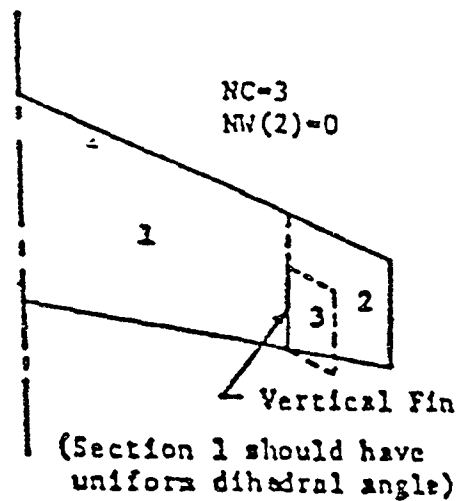 NC=3
NW(2)=0
1
2
3
Vertical Fin
(Section 1 should have
uniform dihedral angle)